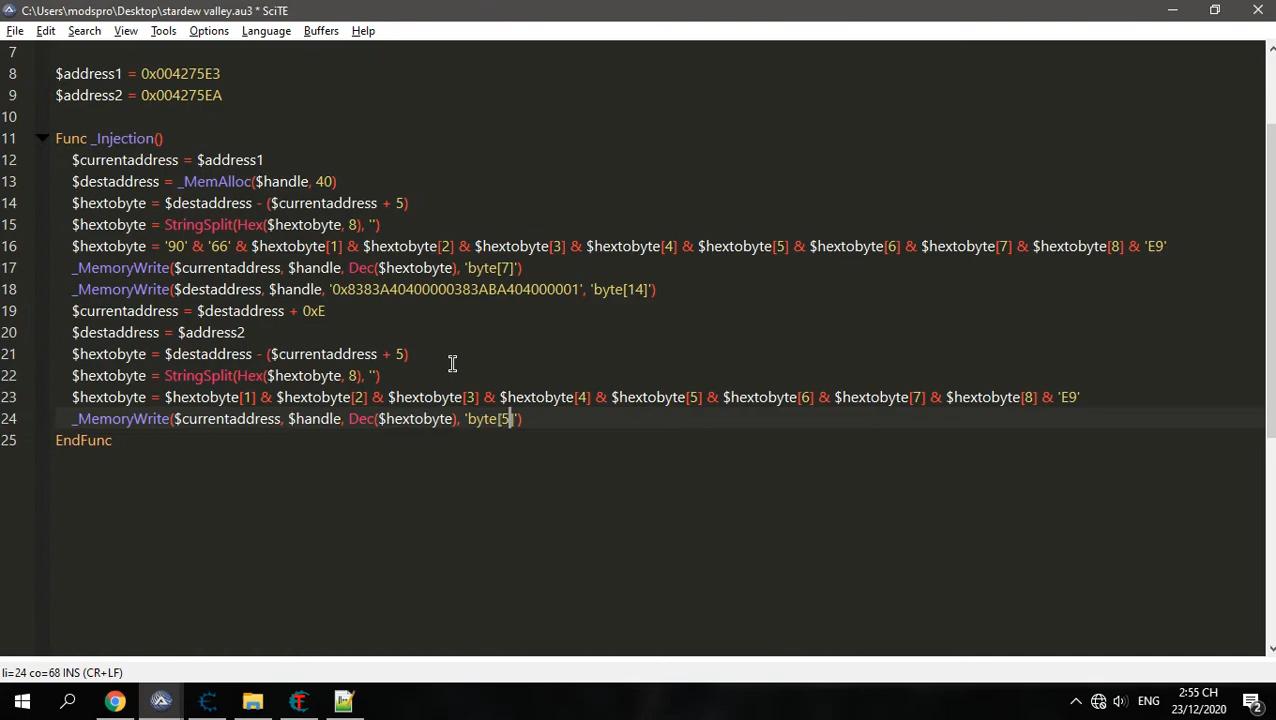 C:\Users\modspro\Desktop\stardew valley.au3 * SciTE
File Edit Search View Tools Options Language Buffers Help
7
8 $address1 = 0x004275E3
9 $address2 = 0x004275EA
10
11 Func _Injection()
12 $currentaddress = $address1
13 $destaddress = _MemAlloc($handle, 40)
14 $hextobyte = $destaddress - ($currentaddress + 5)
15 $hextobyte = StringSplit(Hex($hextobyte, 8), '')
16 $hextobyte = '90' & '66' & $hextobyte[1] & $hextobyte[2] & $hextobyte[3] & $hextobyte[4] & $hextobyte[5] & $hextobyte[6] & $hextobyte[7] & $hextobyte[8] & 'E9'
17 _MemoryWrite($currentaddress, $handle, Dec($hextobyte), 'byte[7]')
18 _MemoryWrite($destaddress, $handle, '0x8383A40400000383ABA404000001', 'byte[14]')
19 $currentaddress = $destaddress + 0xE
20 $destaddress = $address2
21 $hextobyte = $destaddress - ($currentaddress + 5)
22 $hextobyte = StringSplit(Hex($hextobyte, 8), '')
23 $hextobyte = $hextobyte[1] & $hextobyte[2] & $hextobyte[3] & $hextobyte[4] & $hextobyte[5] & $hextobyte[6] & $hextobyte[7] & $hextobyte[8] & 'E9'
24 _MemoryWrite($currentaddress, $handle, Dec($hextobyte), 'byte[5]')
25 EndFunc
li=24 co=68 INS (CR+LF)
ENG
2:55 CH
23/12/2020
2